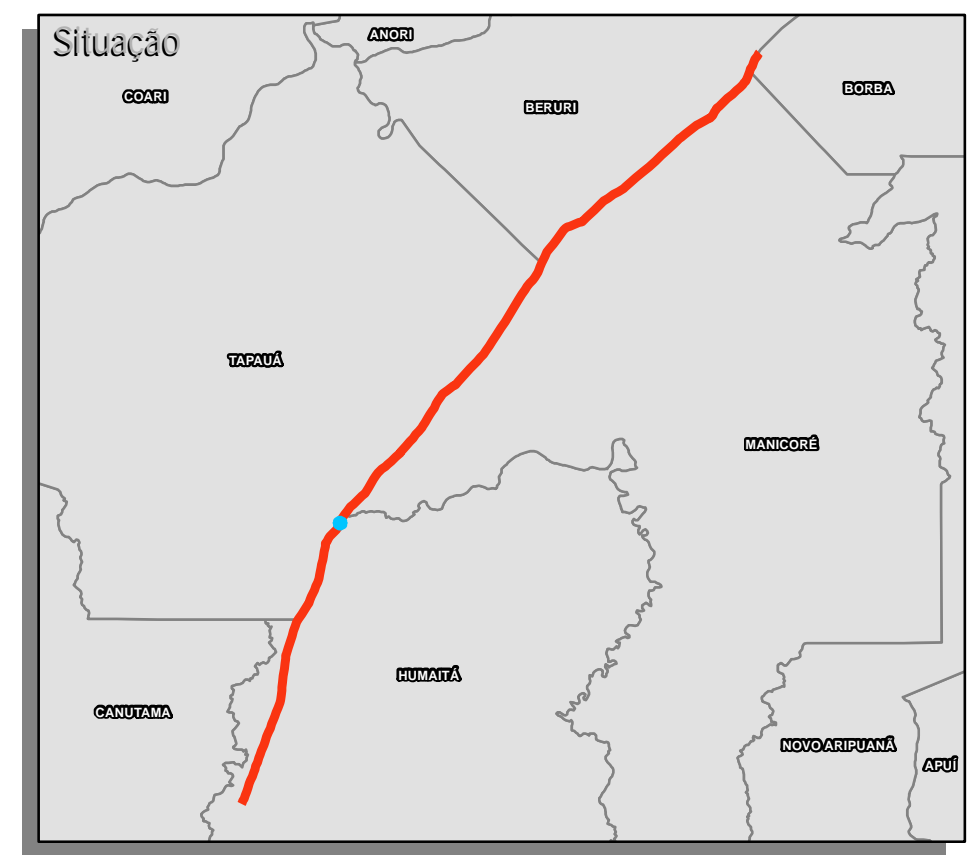 Situação
ANORI
COARI
BORBA
BERURI
TAPAUÁ
MANICORÉ
HUMAITÁ
CANUTAMA
NOVO ARIPUANÃ
APUÍ